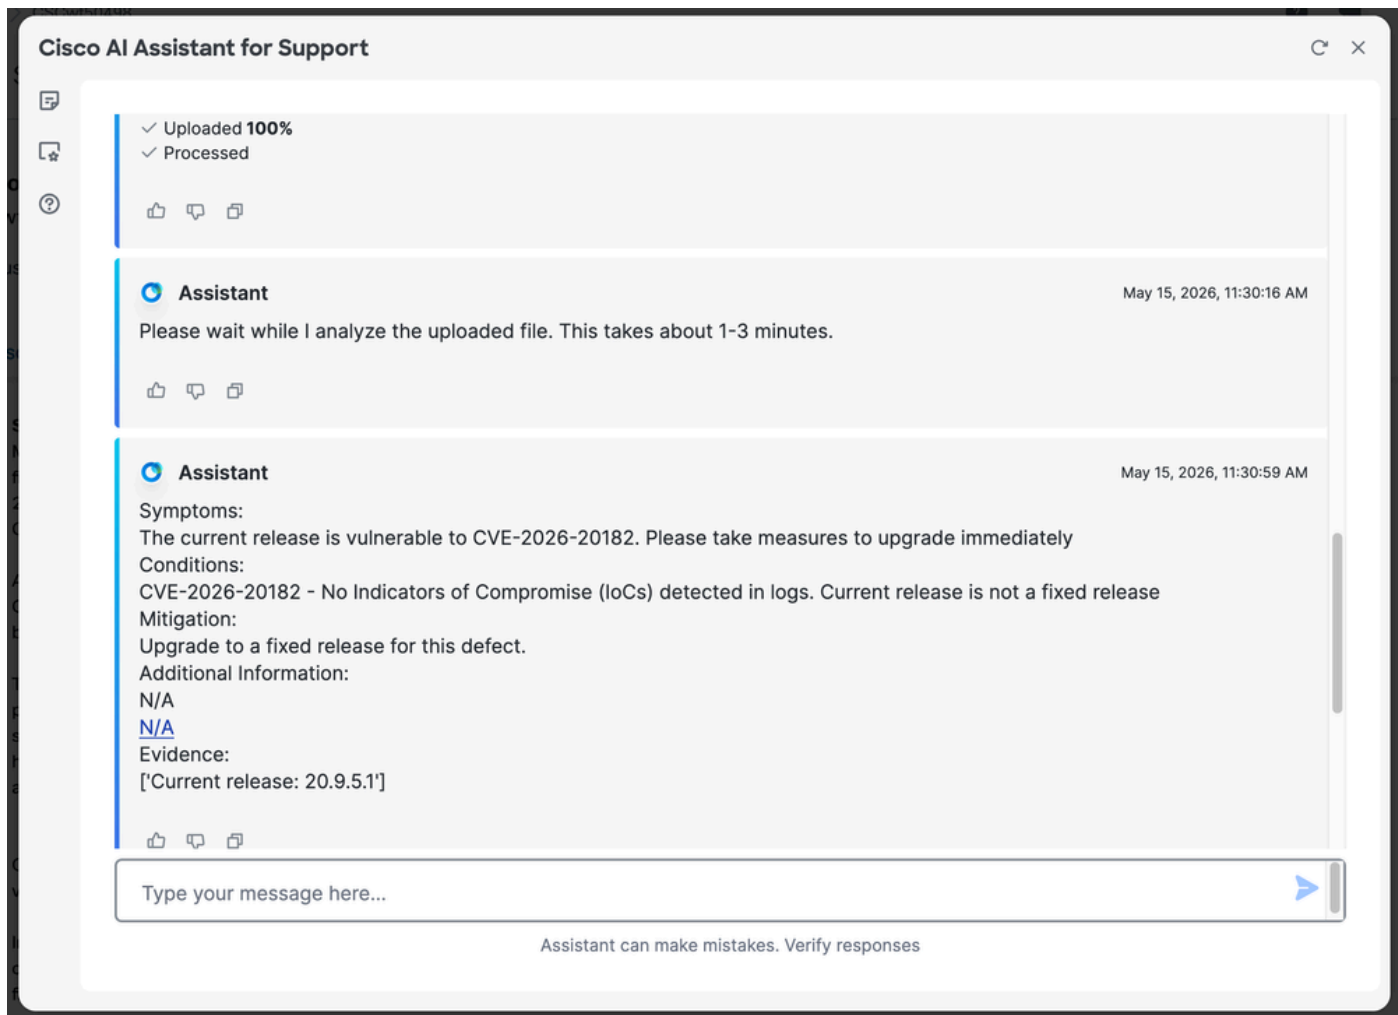 Cisco AI Assistant for Support
Uploaded 100%
Processed
Assistant
May 15, 2026, 11:30:16 AM
Please wait while I analyze the uploaded file. This takes about 1-3 minutes.
Assistant
May 15, 2026, 11:30:59 AM
Symptoms:
The current release is vulnerable to CVE-2026-20182. Please take measures to upgrade immediately
Conditions:
CVE-2026-20182 - No Indicators of Compromise (IoCs) detected in logs. Current release is not a fixed release
Mitigation:
Upgrade to a fixed release for this defect.
Additional Information:
N/A
N/A
Evidence:
['Current release: 20.9.5.1']
Type your message here...
Assistant can make mistakes. Verify responses